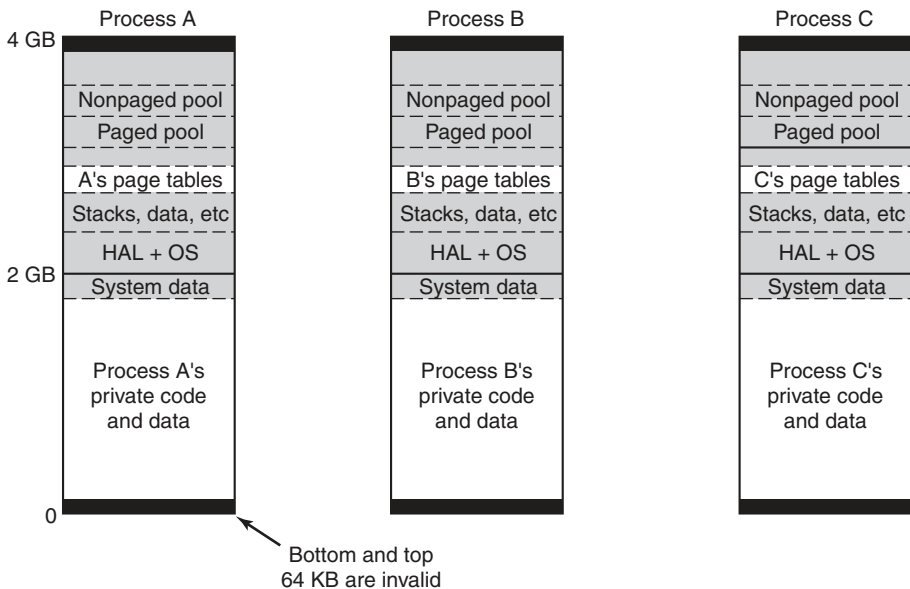 Process A
Process B
Process C
4 GB
Nonpaged pool
Nonpaged pool
Nonpaged pool
Paged pool
Paged pool
Paged pool
A's page tables
B's page tables
C's page tables
Stacks, data, etc
Stacks, data, etc
Stacks, data, etc
HAL + OS
HAL + OS
HAL + OS
2 GB
System data
System data
System data
Process A's
private code
and data
Process B's
private code
and data
Process C's
private code
and data
0
Bottom and top
64 KB are invalid